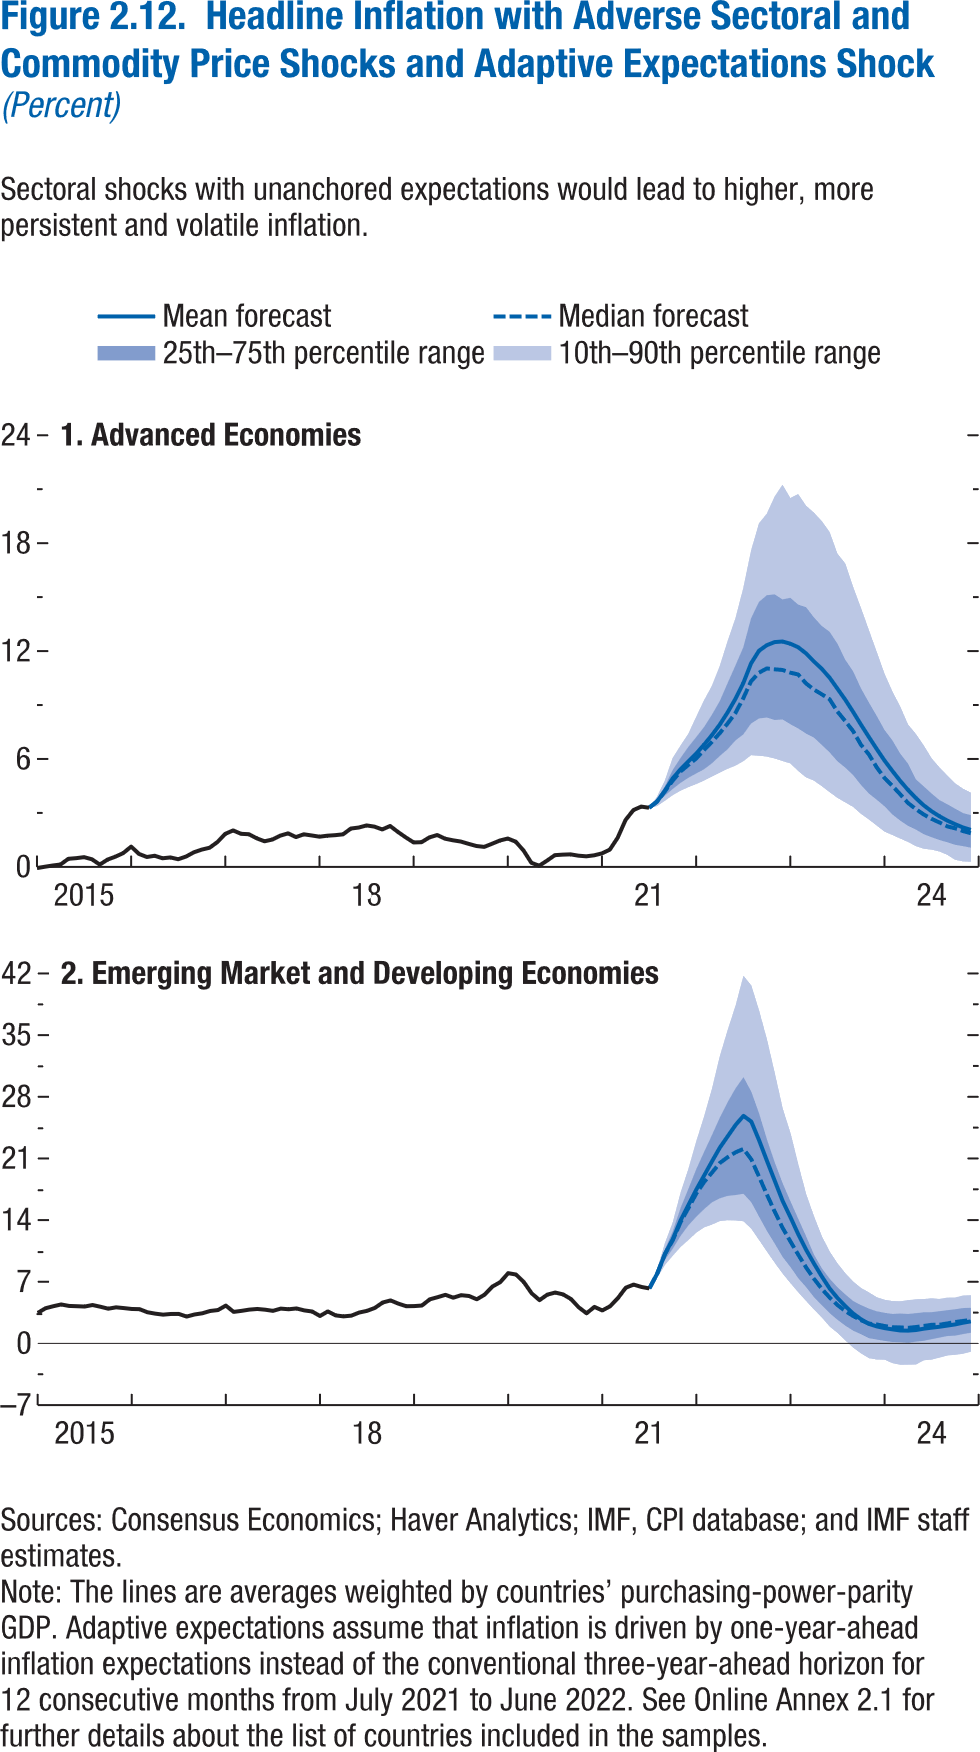 Figure 2.12.  Headline Inflation with Adverse Sectoral and
Commodity Price Shocks and Adaptive Expectations Shock
(Percent)
Sectoral shocks with unanchored expectations would lead to higher, more
persistent and volatile inflation.
Mean forecast
Median forecast
25th–75th percentile range
10th–90th percentile range
24
1. Advanced Economies
18
12
6
0
2015 18 21 24
42
2. Emerging Market and Developing Economies
35
28
21
14
7
0
–7
2015 18 21 24
Sources: Consensus Economics; Haver Analytics; IMF, CPI database; and IMF staff
estimates.
Note: The lines are averages weighted by countries’ purchasing-power-parity
GDP. Adaptive expectations assume that inflation is driven by one-year-ahead
inflation expectations instead of the conventional three-year-ahead horizon for
12 consecutive months from July 2021 to June 2022. See Online Annex 2.1 for
further details about the list of countries included in the samples.